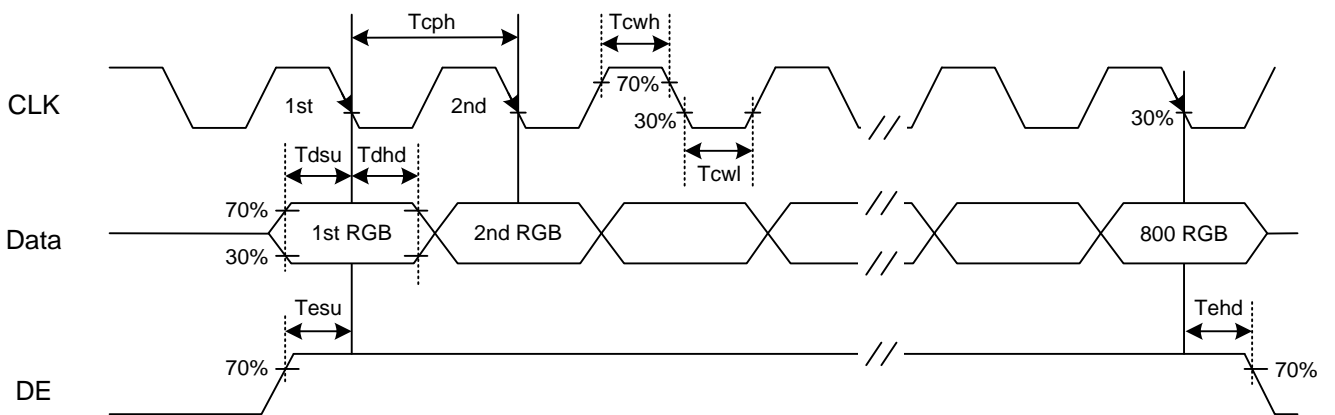 Tcph
Tcwh
CLK
1st
2nd
70%
30%
30%
Tcwl
Tdsu
Tdhd
70%
Data
1st RGB
2nd RGB
800 RGB
30%
Tesu
Tehd
70%
70%
DE